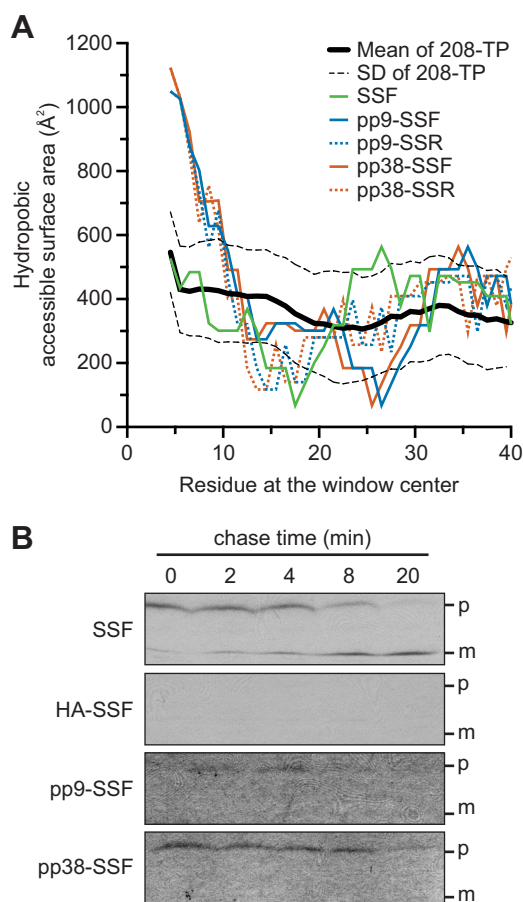 A
1200
1000
800
600
400
200
0
Hydropobic
accessible surface area (Å²)
Mean of 208-TP
SD of 208-TP
SSF
pp9-SSF
pp9-SSR
pp38-SSF
pp38-SSR
0 10 20 30 40
Residue at the window center
B
chase time (min)
0 2 4 8 20
SSF
p
m
HA-SSF
p
m
pp9-SSF
p
m
pp38-SSF
p
m